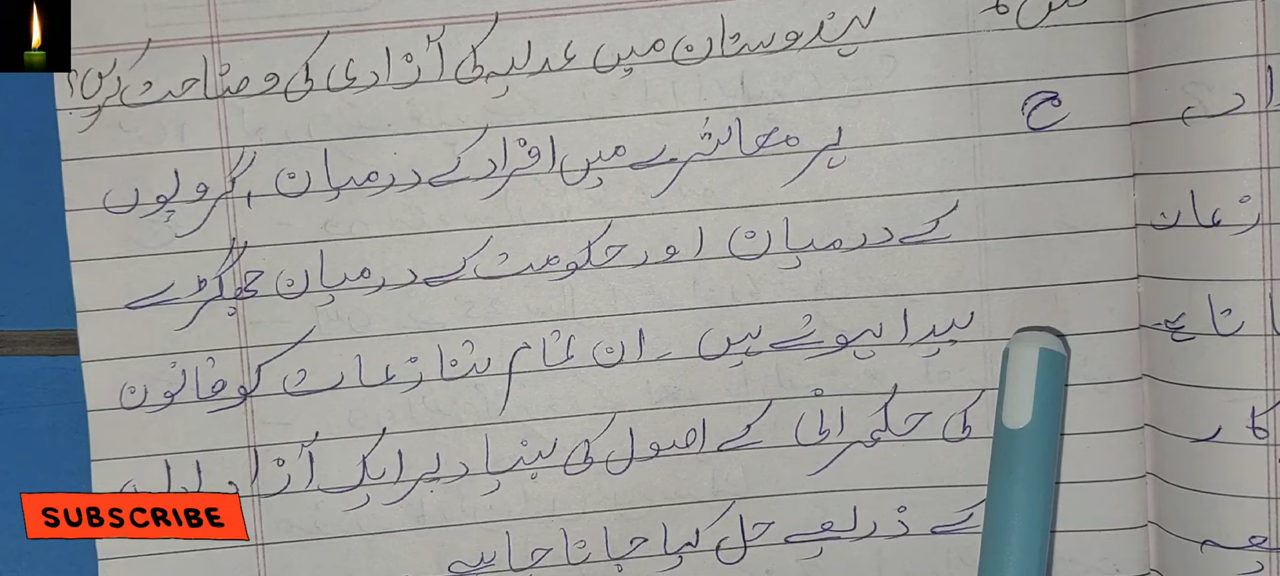 ہندوستان میں عدلیہ کی آزادی کی وضاحت کریں؟
ج
ہر معاشرے میں افراد کے درمیان، گروہوں
کے درمیان اور حکومت کے درمیان جھگڑے
پیدا ہوتے ہیں ۔ ان تمام تنازعات کو قانون
کی حکمرانی کے اصول کی بنیاد پر ایک آزاد ادارے
کے ذریعے حل کیا جانا چاہیے
SUBSCRIBE